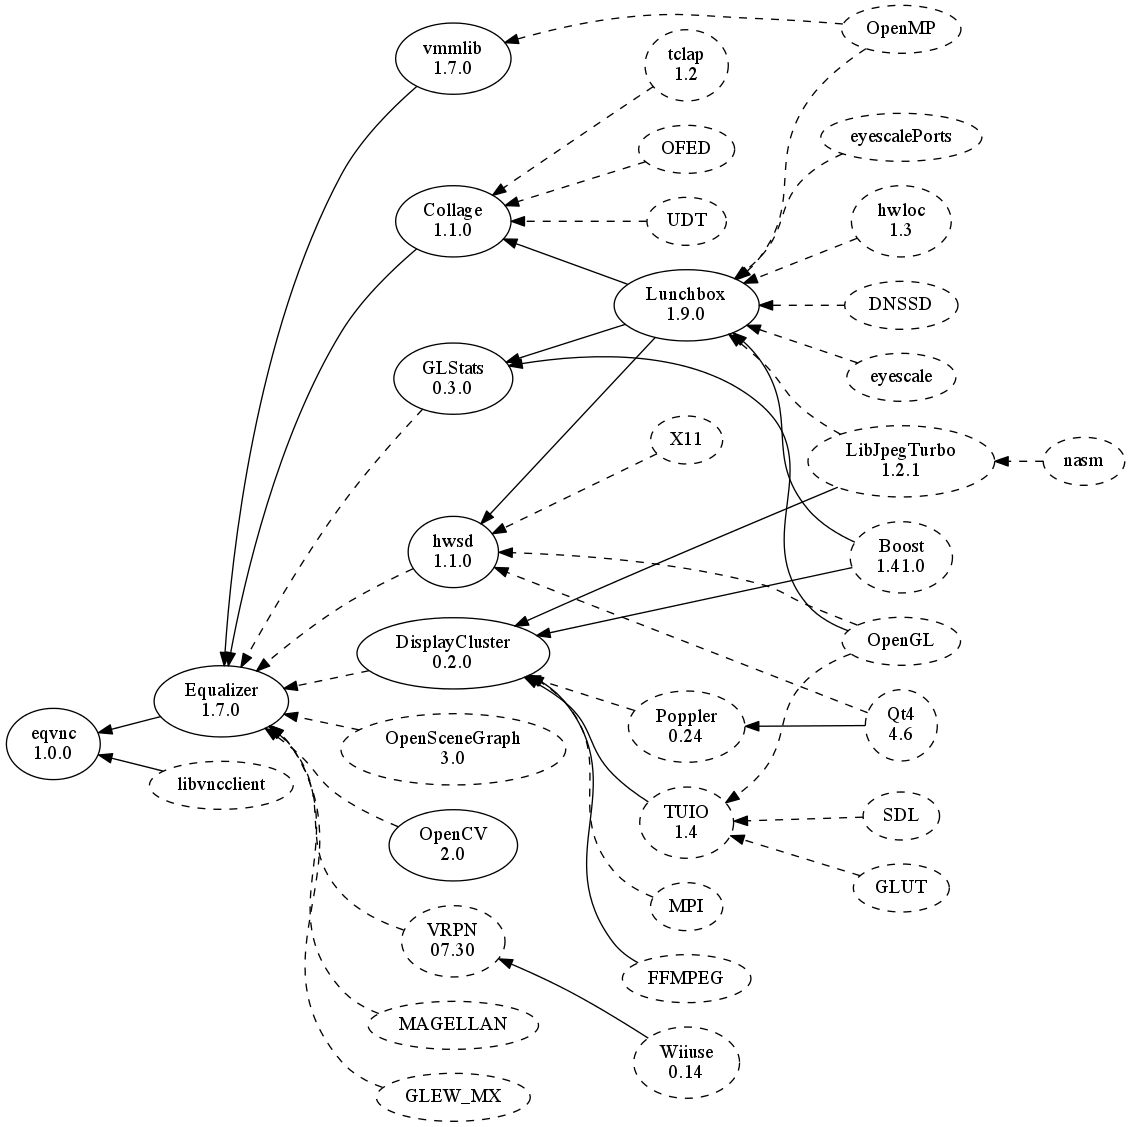 OpenMP
vmmlib
1.7.0
tclap
1.2
eyescalePorts
OFED
Collage
1.1.0
UDT
hwloc
1.3
Lunchbox
1.9.0
DNSSD
GLStats
0.3.0
eyescale
X11
LibJpegTurbo
1.2.1
nasm
hwsd
1.1.0
Boost
1.41.0
DisplayCluster
0.2.0
OpenGL
Equalizer
1.7.0
Poppler
0.24
Qt4
4.6
eqvnc
1.0.0
OpenSceneGraph
3.0
libvncclient
TUIO
1.4
SDL
OpenCV
2.0
GLUT
MPI
VRPN
07.30
FFMPEG
MAGELLAN
Wiiuse
0.14
GLEW_MX